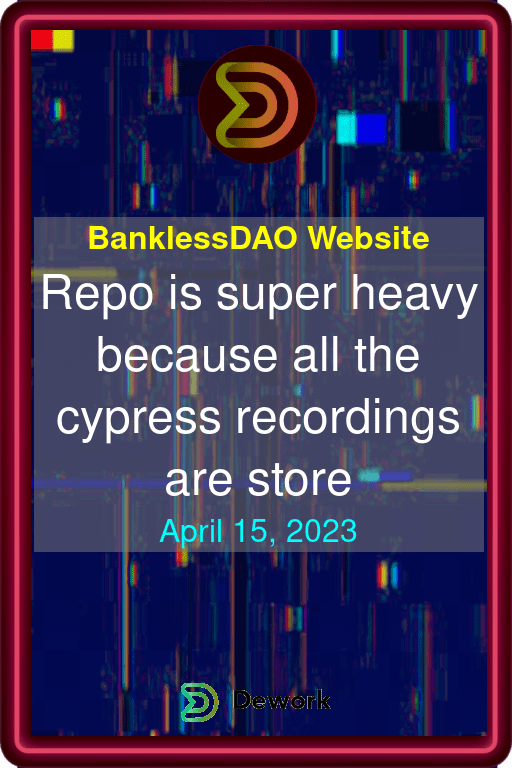 BanklessDAO Website
Repo is super heavy
because all the
cypress recordings
are store
April 15, 2023
Dework